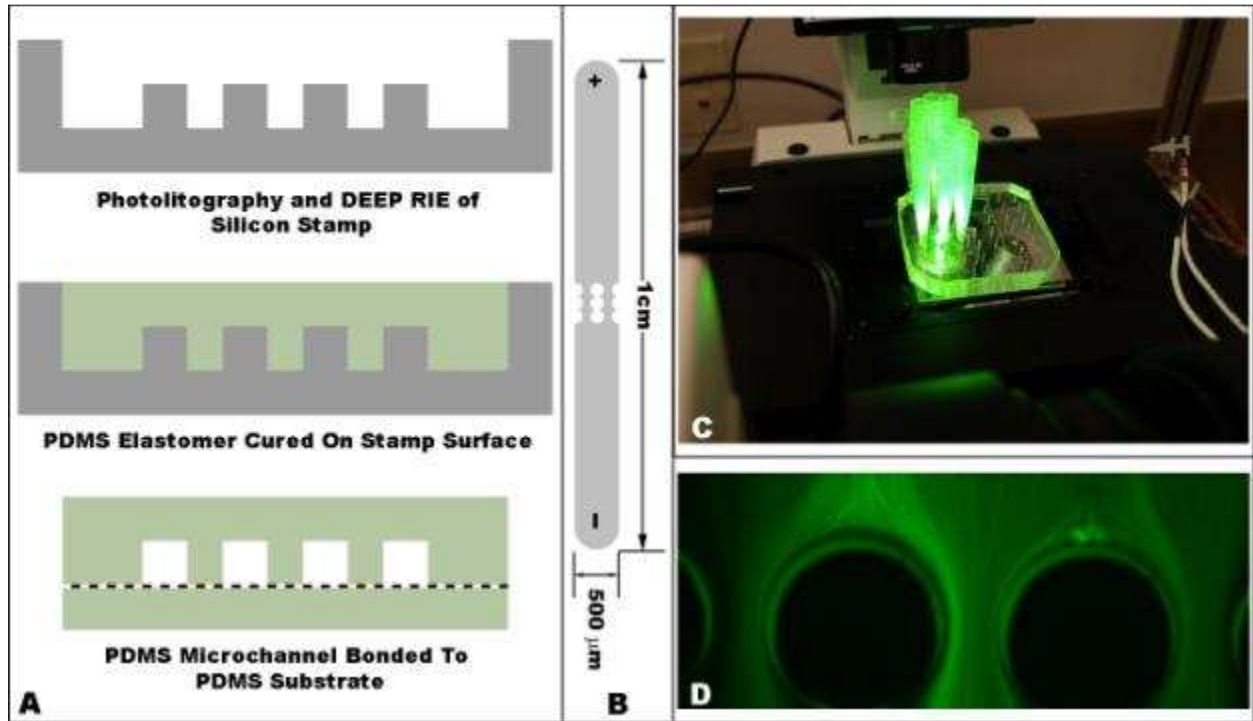 Photolitography and DEEP RIE of
Silicon Stamp
PDMS Elastomer Cured On Stamp Surface
PDMS Microchannel Bonded To
PDMS Substrate
A
+
1cm
−
500 μm
B
C
D